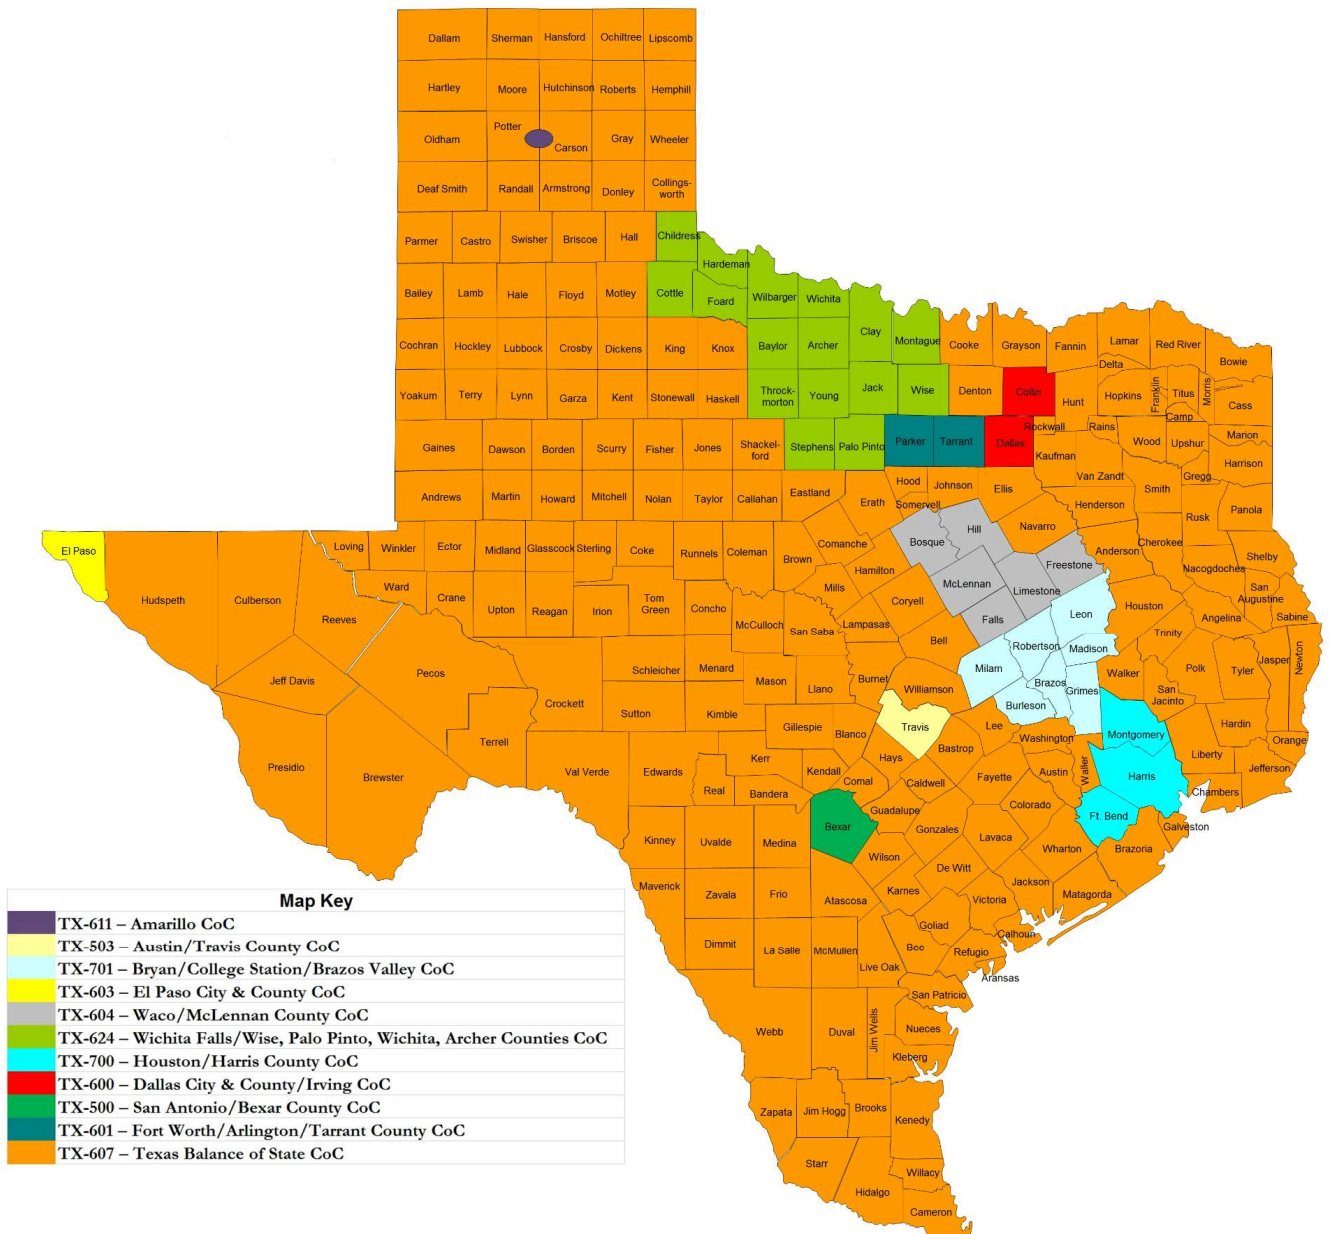 Dallam Sherman Hansford Ochiltree Lipscomb
Hartley Moore Hutchinson Roberts Hemphill
Oldham Potter Carson Gray Wheeler
Deaf Smith Randall Armstrong Donley Collings-
worth
Parmer Castro Swisher Briscoe Hall Childress
Hardeman
Bailey Lamb Hale Floyd Motley Cottle Foard Wilbarger Wichita
Clay
Cochran Hockley Lubbock Crosby Dickens King Knox Baylor Archer Montague Cooke Grayson Fannin Lamar Red River Bowie
Delta
Yoakum Terry Lynn Garza Kent Stonewall Haskell Throck-
morton Young Jack Wise Denton Collin Hunt Hopkins Franklin Titus Morris Cass
Camp
Gaines Dawson Borden Scurry Fisher Jones Shackel-
ford Stephens Palo Pinto Parker Tarrant Dallas Rockwall Kaufman Rains Wood Upshur Marion
Harrison
Van Zandt Smith Gregg
Andrews Martin Howard Mitchell Nolan Taylor Callahan Eastland Erath Hood Johnson Ellis Henderson Rusk Panola
Somervell
El Paso Loving Winkler Ector Midland Glasscock Sterling Coke Runnels Coleman Brown Comanche Bosque Hill Navarro Anderson Cherokee Shelby
Hamilton Freestone Nacogdoches
Hudspeth Culberson Reeves Ward Crane Upton Reagan Irion Tom
Green Concho McCulloch San Saba Mills Lampasas Coryell McLennan Limestone Leon Houston Angelina San
Augustine Sabine
Falls Trinity
Bell Robertson Madison
Jeff Davis Pecos Crockett Schleicher Menard Mason Llano Burnet Williamson Milam Brazos Grimes Walker San
Jacinto Polk Tyler Jasper Newton
Burleson
Presidio Brewster Terrell Sutton Kimble Gillespie Blanco Travis Lee Washington Montgomery Hardin Orange
Val Verde Edwards Kerr Kendall Hays Bastrop Fayette Austin Waller Harris Liberty Jefferson
Real Bandera Comal Caldwell Chambers
Kinney Uvalde Medina Bexar Guadalupe Gonzales Lavaca Colorado Ft. Bend Galveston
Wilson Wharton Brazoria
Maverick Zavala Frio Atascosa Karnes De Witt Jackson Matagorda
Victoria
Goliad Calhoun
Dimmit La Salle McMullen Live Oak Bee Refugio
Aransas
San Patricio
Webb Duval Jim Wells Nueces
Kleberg
Zapata Jim Hogg Brooks Kenedy
Starr Willacy
Hidalgo
Cameron
Map Key
TX-611 – Amarillo CoC
TX-503 – Austin/Travis County CoC
TX-701 – Bryan/College Station/Brazos Valley CoC
TX-603 – El Paso City & County CoC
TX-604 – Waco/McLennan County CoC
TX-624 – Wichita Falls/Wise, Palo Pinto, Wichita, Archer Counties CoC
TX-700 – Houston/Harris County CoC
TX-600 – Dallas City & County/Irving CoC
TX-500 – San Antonio/Bexar County CoC
TX-601 – Fort Worth/Arlington/Tarrant County CoC
TX-607 – Texas Balance of State CoC